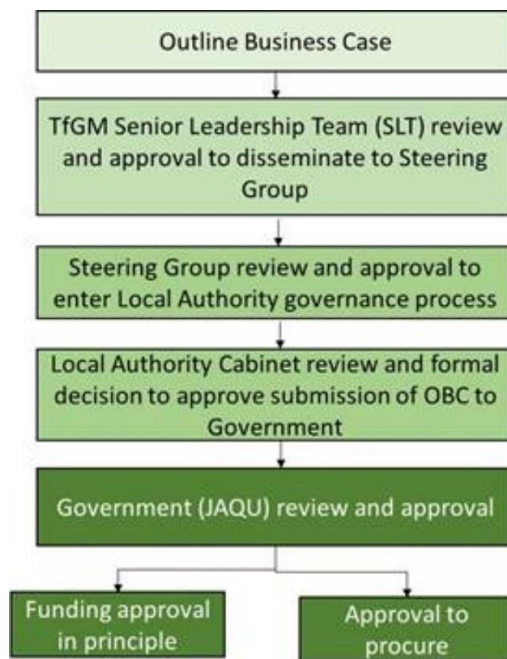 Outline Business Case
TfGM Senior Leadership Team (SLT) review
and approval to disseminate to Steering
Group
Steering Group review and approval to
enter Local Authority governance process
Local Authority Cabinet review and formal
decision to approve submission of OBC to
Government
Government (JAQU) review and approval
Funding approval
in principle
Approval to
procure